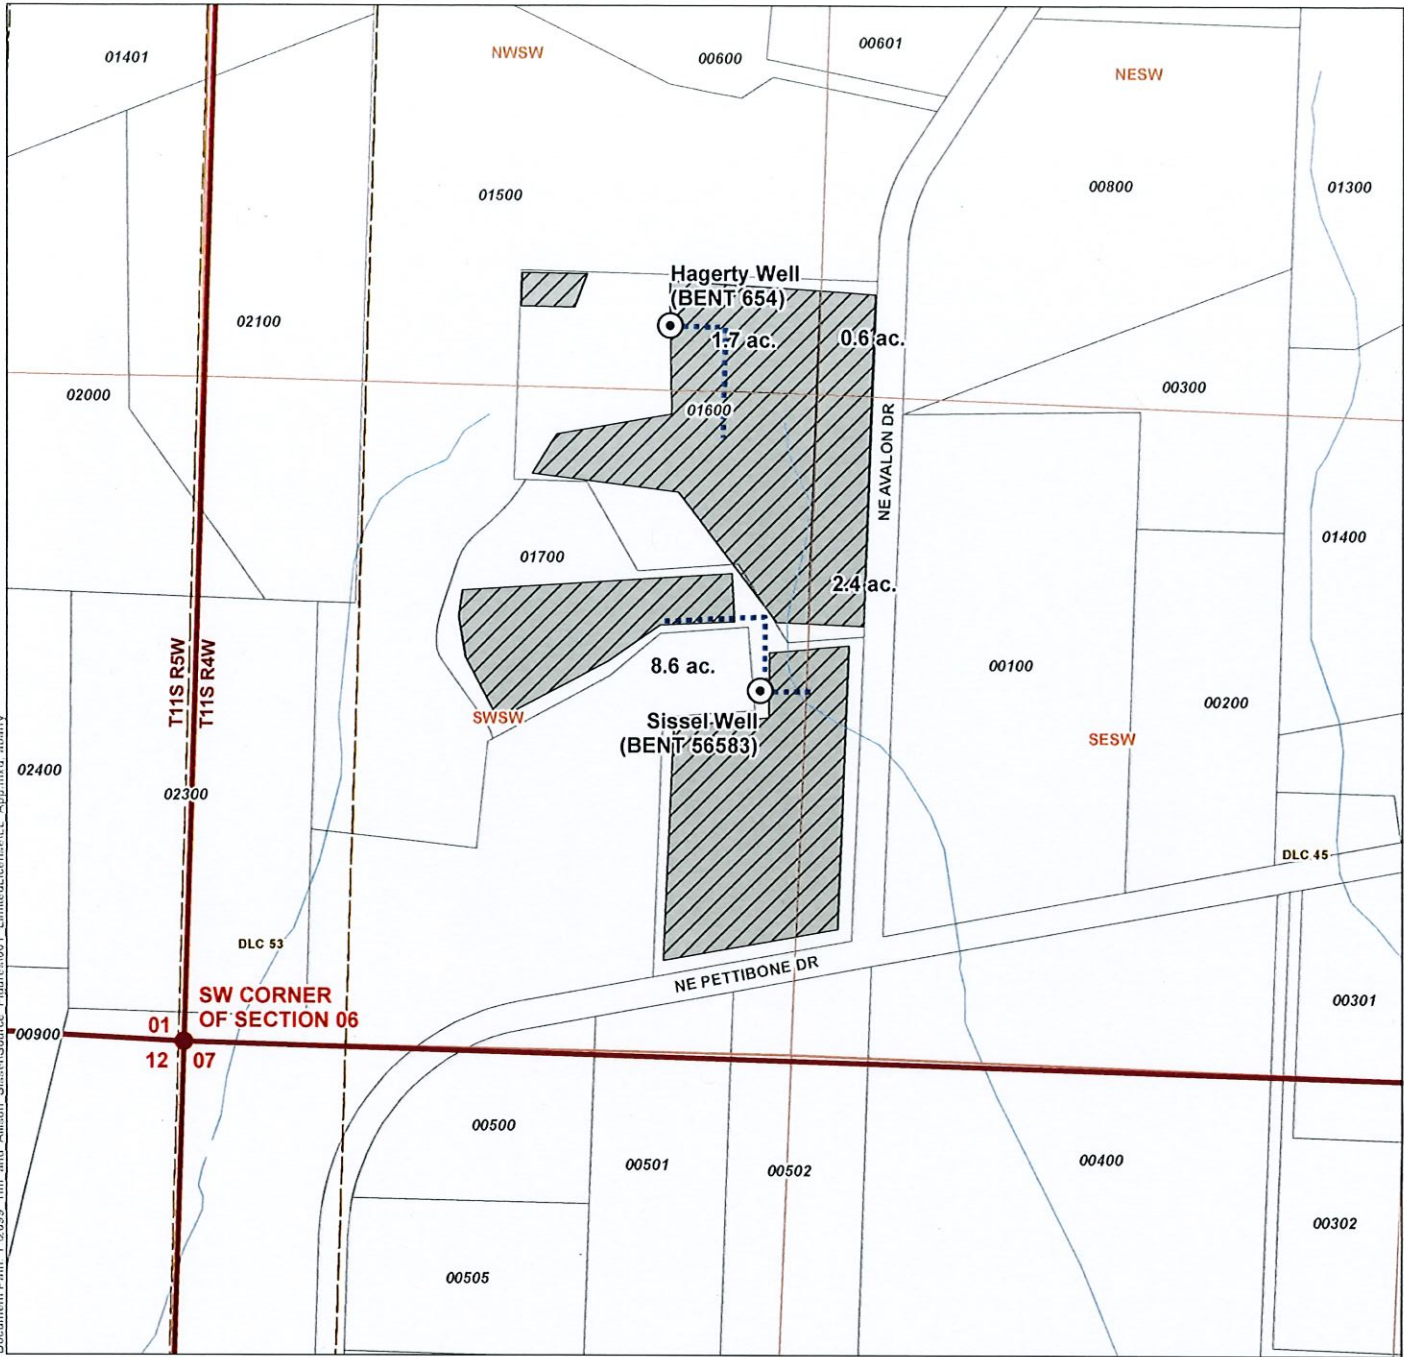 01401
NWSW
00600
00601
NESW
01500
00800
01300
Hagerty Well
(BENT 654)
02100
1.7 ac.
0.6 ac.
02000
01600
00300
NE AVALON DR
01400
01700
2.4 ac.
T11S R5W
T11S R4W
8.6 ac.
00100
00200
SWSW
Sissel Well
(BENT 56583)
SESW
02400
02300
DLC 45
DLC 53
NE PETTIBONE DR
SW CORNER
OF SECTION 06
00301
00900
01
12
07
00500
00501
00502
00400
00302
00505